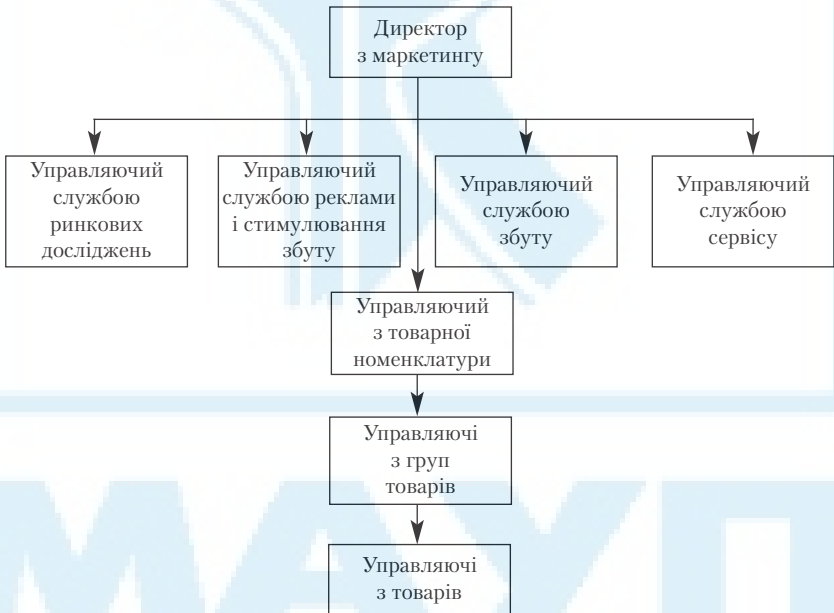 Директор
з маркетингу
Управляючий
службою
ринкових
досліджень
Управляючий
службою реклами
і стимулювання
збуту
Управляючий
службою
збуту
Управляючий
службою
сервісу
Управляючий
з товарної
номенклатури
Управляючі
з груп
товарів
Управляючі
з товарів
МАУП